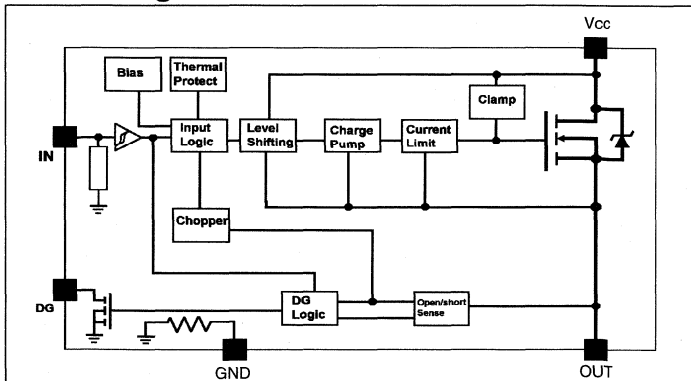 Vcc
Bias
Thermal
Protect
Clamp
Input
Logic
Level
Shifting
Charge
Pump
Current
Limit
IN
Chopper
DG
DG
Logic
Open/short
Sense
GND
OUT